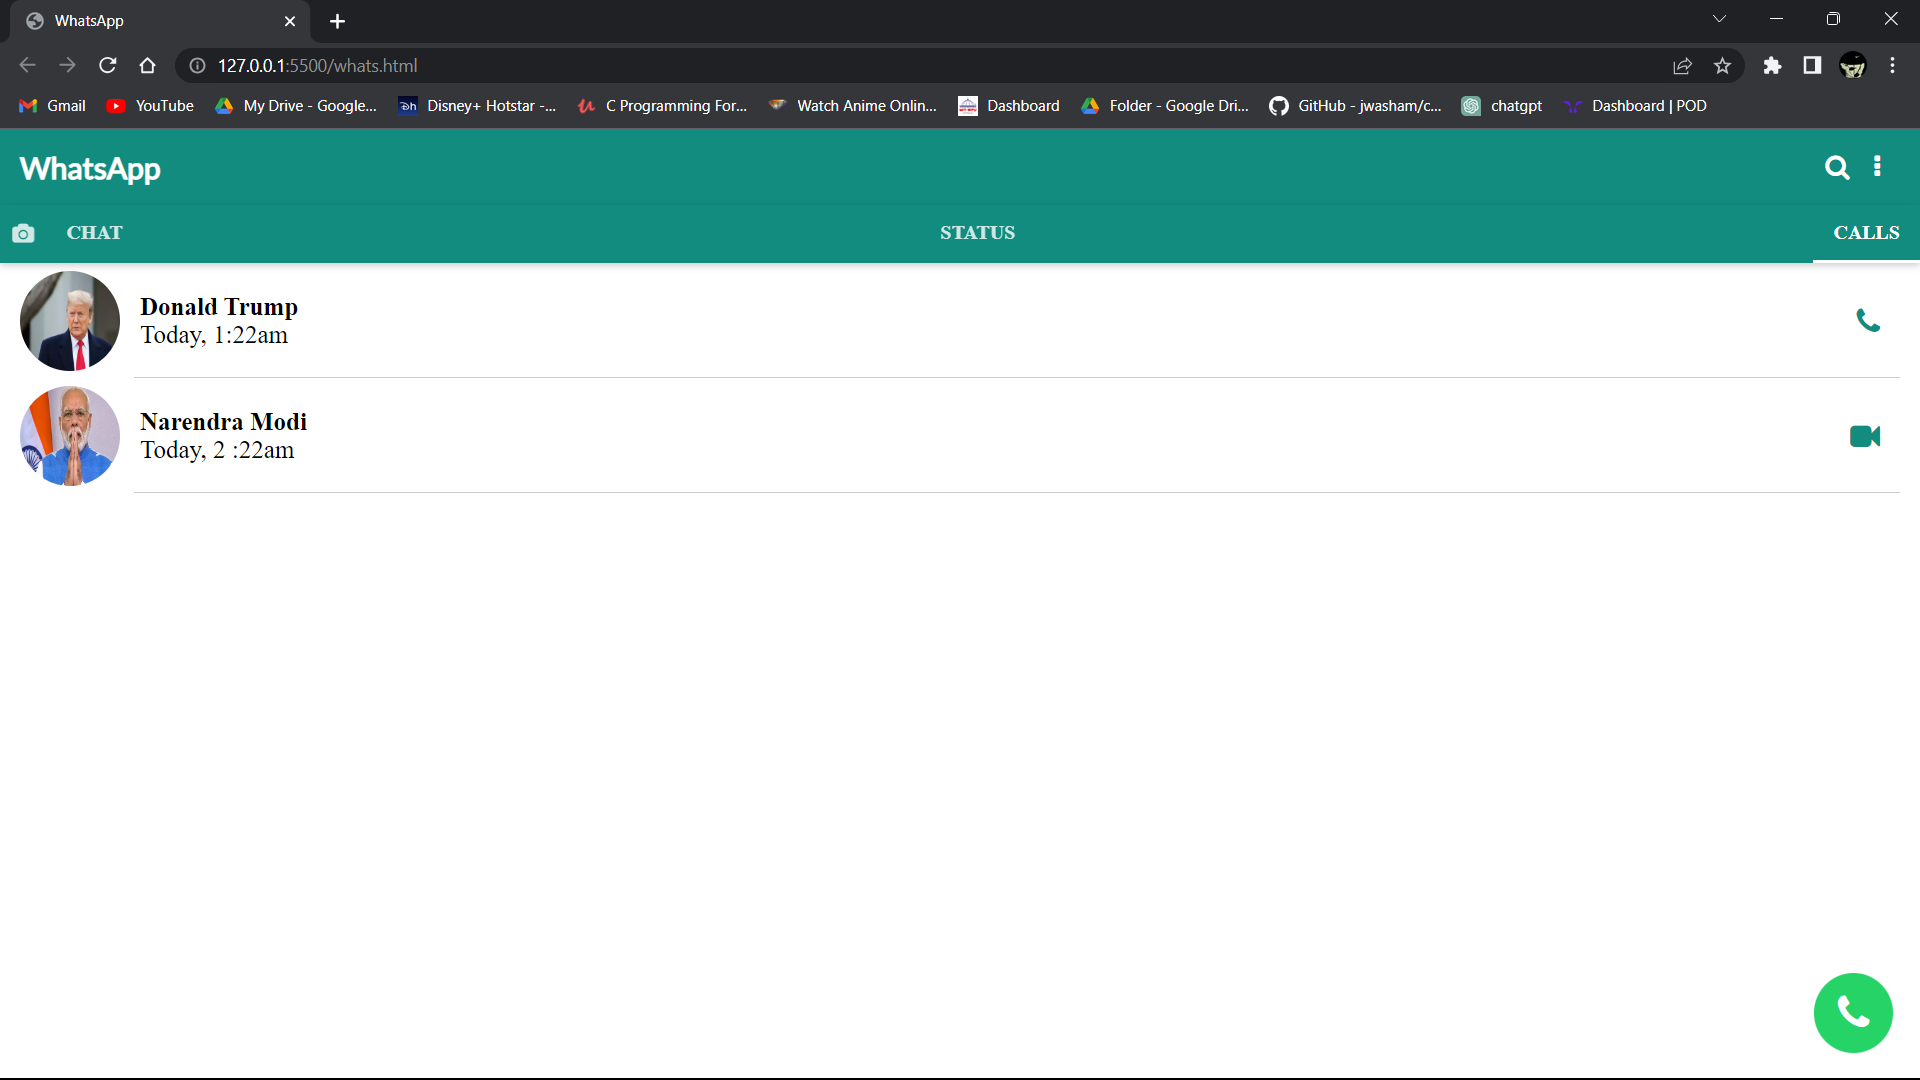 WhatsApp
127.0.0.1:5500/whats.html
Gmail YouTube My Drive - Google... Disney+ Hotstar -... C Programming For... Watch Anime Onlin... Dashboard Folder - Google Dri... GitHub - jwasham/c... chatgpt Dashboard | POD
WhatsApp
CHAT STATUS CALLS
Donald Trump
Today, 1:22am
Narendra Modi
Today, 2 :22am